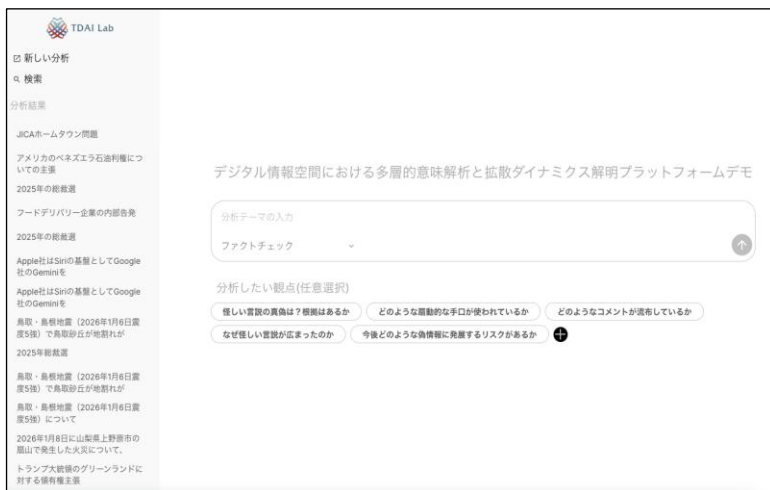 TDAI Lab
新しい分析
検索
分析結果
JICAホームタウン問題
アメリカのベネズエラ石油利権につ
いての主張
2025年の総裁選
フードデリバリー企業の内部告発
2025年の総裁選
Apple社はSiriの基盤としてGoogle
社のGeminiを
Apple社はSiriの基盤としてGoogle
社のGeminiを
鳥取・島根地震（2026年1月6日震
度5強）で鳥取砂丘が地割れが
2025年総裁選
鳥取・島根地震（2026年1月6日震
度5強）で鳥取砂丘が地割れが
鳥取・島根地震（2026年1月6日震
度5強）について
2026年1月8日に山梨県上野原市の
扇山で発生した火災について。
トランプ大統領のグリーンランドに
対する領有権主張
デジタル情報空間における多層的意味解析と拡散ダイナミクス解明プラットフォームデモ
分析テーマの入力
ファクトチェック
分析したい観点(任意選択)
怪しい言説の真偽は？根拠はあるか
どのような扇動的な手口が使われているか
どのようなコメントが流布しているか
なぜ怪しい言説が広まったのか
今後どのような偽情報に発展するリスクがあるか